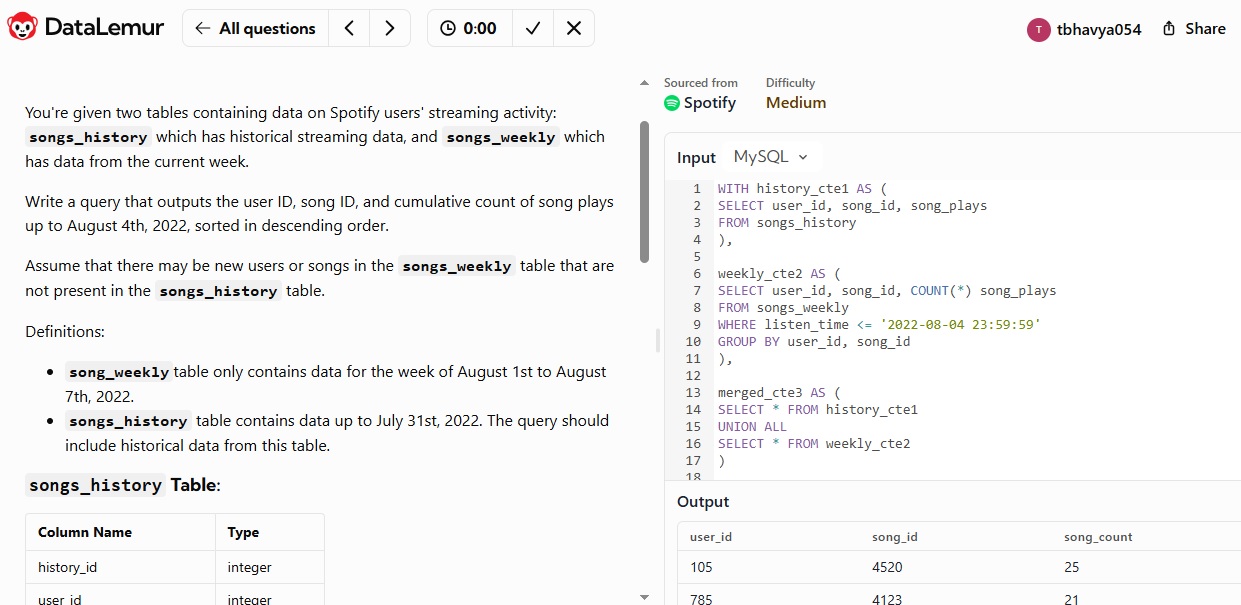 DataLemur
All questions
0:00
T
tbhavya054
Share
You're given two tables containing data on Spotify users' streaming activity:
songs_history which has historical streaming data, and songs_weekly which
has data from the current week.
Write a query that outputs the user ID, song ID, and cumulative count of song plays
up to August 4th, 2022, sorted in descending order.
Assume that there may be new users or songs in the songs_weekly table that are
not present in the songs_history table.
Definitions:
• song_weekly table only contains data for the week of August 1st to August
7th, 2022.
• songs_history table contains data up to July 31st, 2022. The query should
include historical data from this table.
songs_history Table:
Column Name Type
history_id integer
user_id integer
Sourced from Difficulty
Spotify Medium
Input MySQL
1 WITH history_cte1 AS (
2 SELECT user_id, song_id, song_plays
3 FROM songs_history
4 ),
5
6 weekly_cte2 AS (
7 SELECT user_id, song_id, COUNT(*) song_plays
8 FROM songs_weekly
9 WHERE listen_time <= '2022-08-04 23:59:59'
10 GROUP BY user_id, song_id
11 ),
12
13 merged_cte3 AS (
14 SELECT * FROM history_cte1
15 UNION ALL
16 SELECT * FROM weekly_cte2
17 )
18
Output
user_id song_id song_count
105 4520 25
785 4123 21